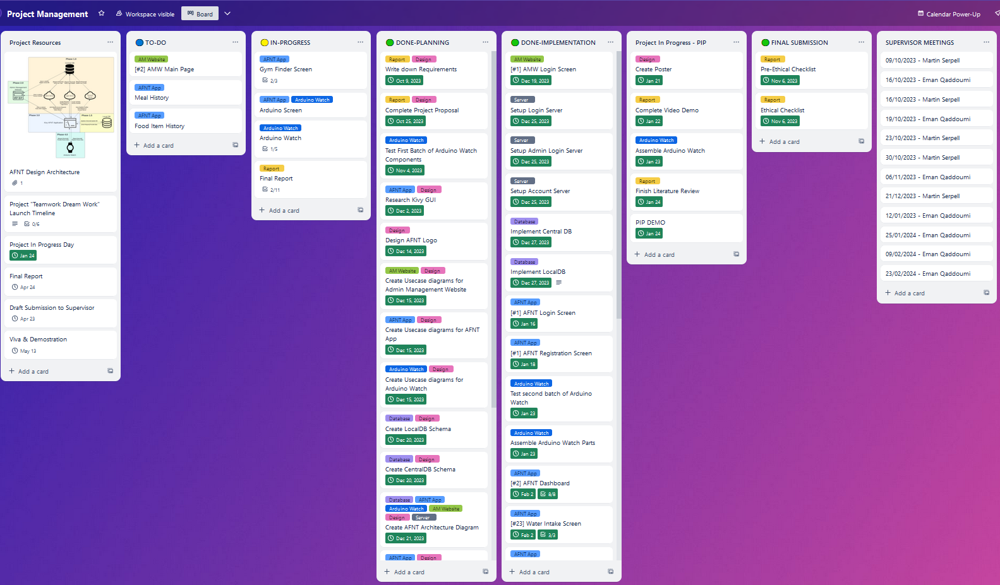 Project Management
Workspace visible
Board
Calendar Power-Up
Project Resources
Phase 1.0
Phase 2.0
Phase 3.0
Phase 1.0
Phase 4.0
AFNT Design Architecture
1
Project "Teamwork Dream Work"
Launch Timeline
0/6
Project In Progress Day
Jan 24
Final Report
Apr 24
Draft Submission to Supervisor
Apr 23
Viva & Demostration
May 13
Add a card
TO-DO
AM Website
[#2] AMW Main Page
AFNT App
Meal History
AFNT App
Food Item History
Add a card
IN-PROGRESS
AFNT App
Gym Finder Screen
2/3
AFNT App Arduino Watch
Arduino Screen
Arduino Watch
Arduino Watch
1/5
Report
Final Report
2/11
Add a card
DONE-PLANNING
Report Design
Write down Requirements
Oct 9, 2023
Report Design
Complete Project Proposal
Oct 25, 2023
Arduino Watch
Test First Batch of Arduino Watch
Components
Nov 4, 2023
AFNT App Design
Research Kivy GUI
Dec 2, 2023
Design
Design AFNT Logo
Dec 14, 2023
AM Website Design
Create Usecase diagrams for
Admin Management Website
Dec 15, 2023
AFNT App Design
Create Usecase diagrams for AFNT
App
Dec 15, 2023
Arduino Watch Design
Create Usecase diagrams for
Arduino Watch
Dec 15, 2023
Database Design
Create LocalDB Schema
Dec 20, 2023
Database Design
Create CentralDB Schema
Dec 20, 2023
Database AFNT App
Arduino Watch AM Website
Design Server
Create AFNT Architecture Diagram
Dec 21, 2023
AFNT App Design
Add a card
DONE-IMPLEMENTATION
AM Website
[#1] AMW Login Screen
Dec 19, 2023
Server
Setup Login Server
Dec 25, 2023
Server
Setup Admin Login Server
Dec 25, 2023
Server
Setup Account Server
Dec 25, 2023
Database
Implement Central DB
Dec 27, 2023
Database
Implement LocalDB
Dec 27, 2023
AFNT App
[#1] AFNT Login Screen
Jan 16
AFNT App
[#1] AFNT Registration Screen
Jan 18
Arduino Watch
Test second batch of Arduino
Watch
Jan 23
Arduino Watch
Assemble Arduino Watch Parts
Jan 23
AFNT App
[#2] AFNT Dashboard
Feb 2 8/8
AFNT App
[#23] Water Intake Screen
Feb 2 3/3
AFNT App
Add a card
Project In Progress - PIP
Design
Create Poster
Jan 21
Report
Complete Video Demo
Jan 22
Arduino Watch
Assemble Arduino Watch
Jan 23
Report
Finish Literature Review
Jan 24
PIP DEMO
Jan 24
Add a card
FINAL SUBMISSION
Report
Pre-Ethical Checklist
Nov 6, 2023
Report
Ethical Checklist
Nov 6, 2023
Add a card
SUPERVISOR MEETINGS
09/10/2023 - Martin Serpell
16/10/2023 - Eman Qaddoumi
16/10/2023 - Martin Serpell
19/10/2023 - Eman Qaddoumi
23/10/2023 - Martin Serpell
30/10/2023 - Martin Serpell
06/11/2023 - Eman Qaddoumi
21/12/2023 - Martin Serpell
12/01/2023 - Eman Qaddoumi
25/01/2024 - Eman Qaddoumi
09/02/2024 - Eman Qaddoumi
23/02/2024 - Eman Qaddoumi
Add a card